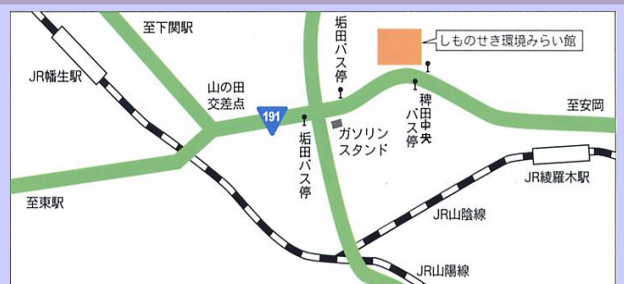 至下関駅
垢田バス停
しものせき環境みらい館
JR幡生駅
山の田
交差点
191
至安岡
稗田中央
バス停
ガソリン
スタンド
垢田バス停
JR綾羅木駅
至東駅
JR山陰線
JR山陽線